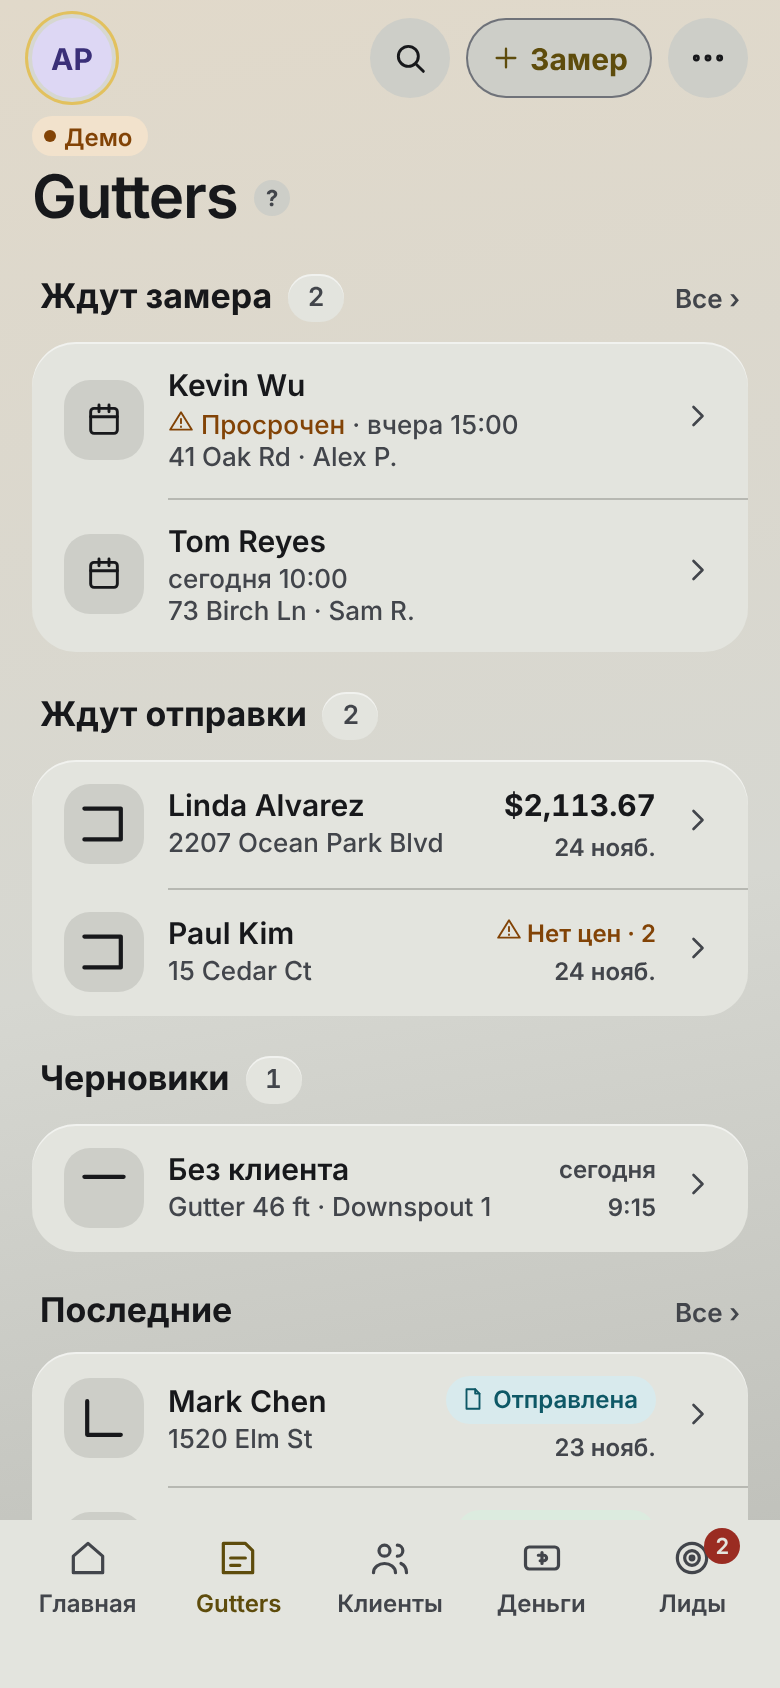 AP
+ Замер
Демо
Gutters ?
Ждут замера 2 Все ›
Kevin Wu
Просрочен · вчера 15:00
41 Oak Rd · Alex P.
Tom Reyes
сегодня 10:00
73 Birch Ln · Sam R.
Ждут отправки 2
Linda Alvarez $2,113.67
2207 Ocean Park Blvd 24 нояб.
Paul Kim Нет цен · 2
15 Cedar Ct 24 нояб.
Черновики 1
Без клиента сегодня
Gutter 46 ft · Downspout 1 9:15
Последние Все ›
Mark Chen Отправлена
1520 Elm St 23 нояб.
2
Главная Gutters Клиенты Деньги Лиды